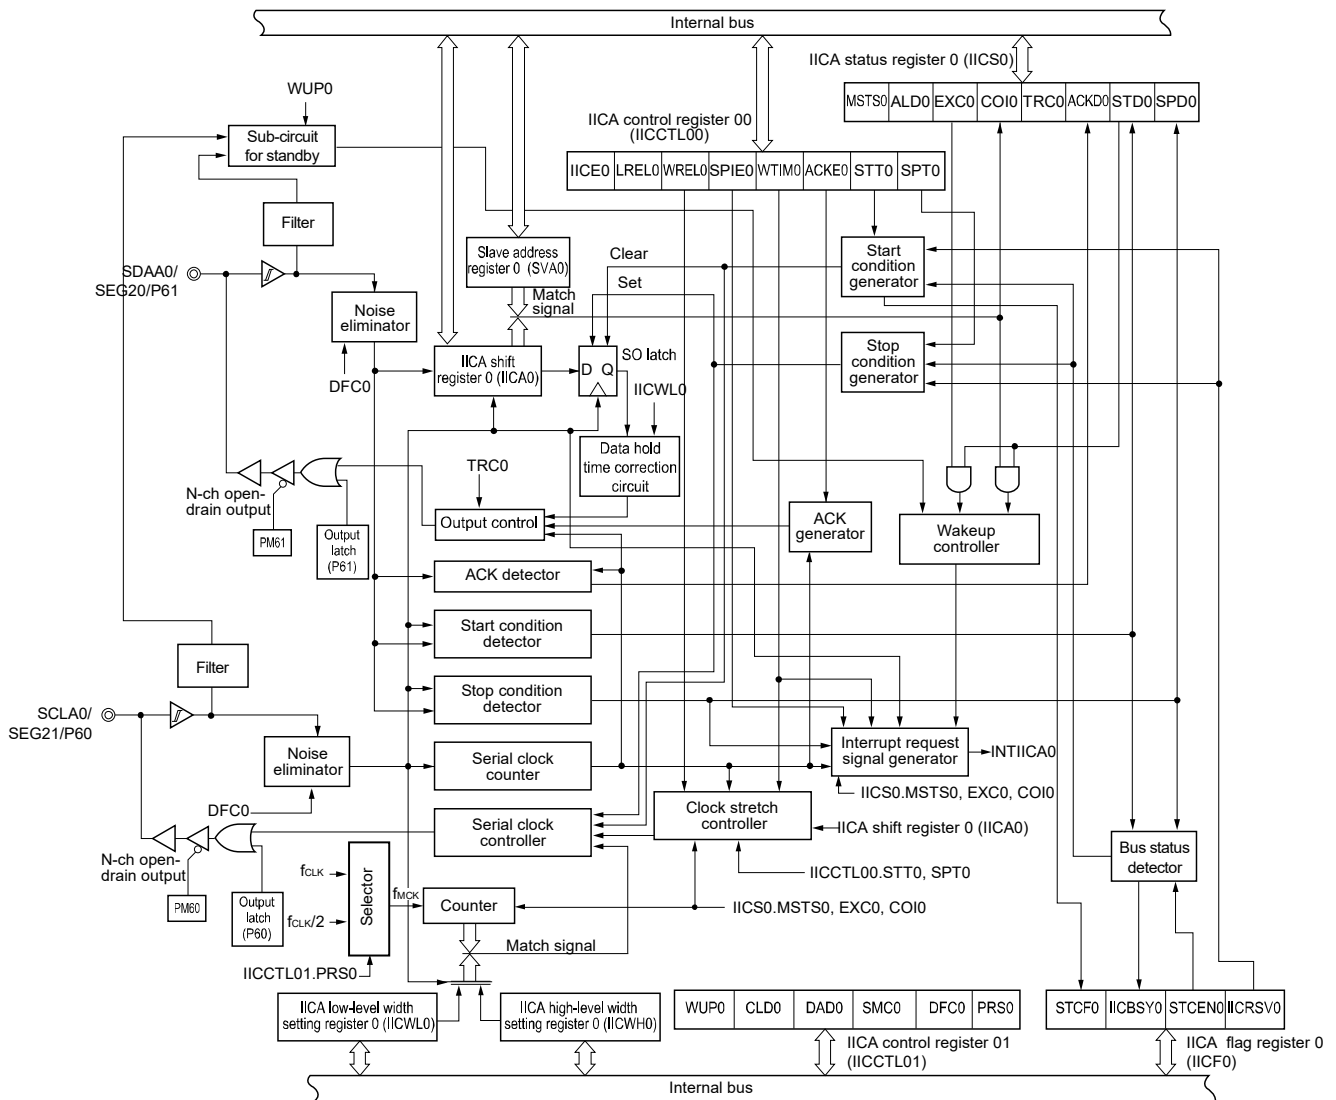 Internal bus
IICA status register 0 (IICS0)
MSTS0 ALD0 EXC0 COI0 TRC0 ACKD0 STD0 SPD0
WUP0
IICA control register 00
(IICCTL00)
IICE0 LREL0 WREL0 SPIE0 WTIM0 ACKE0 STT0 SPT0
Sub-circuit
for standby
Filter
SDAA0/
SEG20/P61
Slave address
register 0 (SVA0)
Clear
Set
Match
signal
Start
condition
generator
Noise
eliminator
DFC0
IICA shift
register 0 (IICA0)
SO latch
D Q
IICWL0
Stop
condition
generator
Data hold
time correction
circuit
TRC0
N-ch open-
drain output
PM61
Output
latch
(P61)
Output control
ACK
generator
Wakeup
controller
ACK detector
Start condition
detector
Filter
Stop condition
detector
SCLA0/
SEG21/P60
Noise
eliminator
DFC0
Serial clock
counter
Interrupt request
signal generator
INTIICA0
IICS0.MSTS0, EXC0, COI0
Serial clock
controller
Clock stretch
controller
IICA shift register 0 (IICA0)
Bus status
detector
N-ch open-
drain output
PM60
Output
latch
(P60)
fCLK
fCLK/2
Selector
fMCK
Counter
IICCTL00.STT0, SPT0
IICS0.MSTS0, EXC0, COI0
Match signal
IICCTL01.PRS0
IICA low-level width
setting register 0 (IICWL0)
IICA high-level width
setting register 0 (IICWH0)
WUP0 CLD0 DAD0 SMC0 DFC0 PRS0
IICA control register 01
(IICCTL01)
STCF0 IICBSY0 STCEN0 IICRSV0
IICA flag register 0
(IICF0)
Internal bus